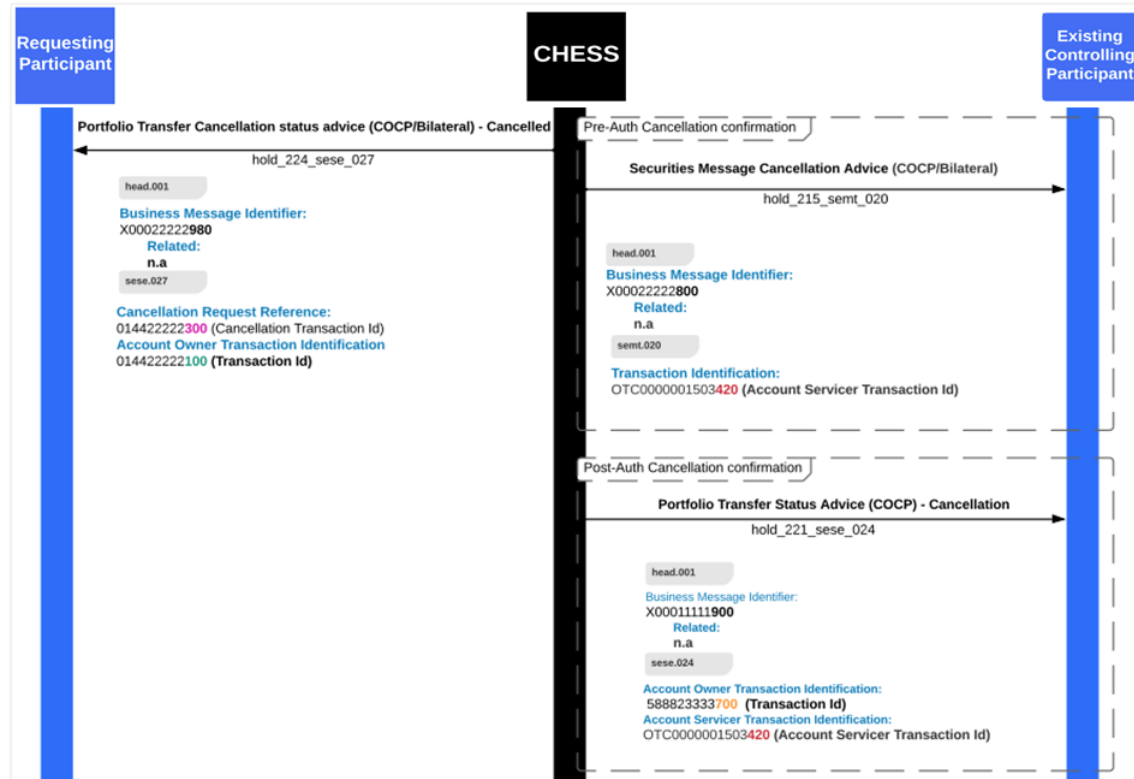 Requesting
Participant
CHESS
Existing
Controlling
Participant
Portfolio Transfer Cancellation status advice (COCP/Bilateral) - Cancelled
hold_224_sese_027
head.001
Business Message Identifier:
X00022222980
Related:
n.a
sese.027
Cancellation Request Reference:
014422222300 (Cancellation Transaction Id)
Account Owner Transaction Identification
014422222100 (Transaction Id)
Pre-Auth Cancellation confirmation
Securities Message Cancellation Advice (COCP/Bilateral)
hold_215_semt_020
head.001
Business Message Identifier:
X00022222800
Related:
n.a
semt.020
Transaction Identification:
OTC0000001503420 (Account Servicer Transaction Id)
Post-Auth Cancellation confirmation
Portfolio Transfer Status Advice (COCP) - Cancellation
hold_221_sese_024
head.001
Business Message Identifier:
X00011111900
Related:
n.a
sese.024
Account Owner Transaction Identification:
588823333700 (Transaction Id)
Account Servicer Transaction Identification:
OTC0000001503420 (Account Servicer Transaction Id)